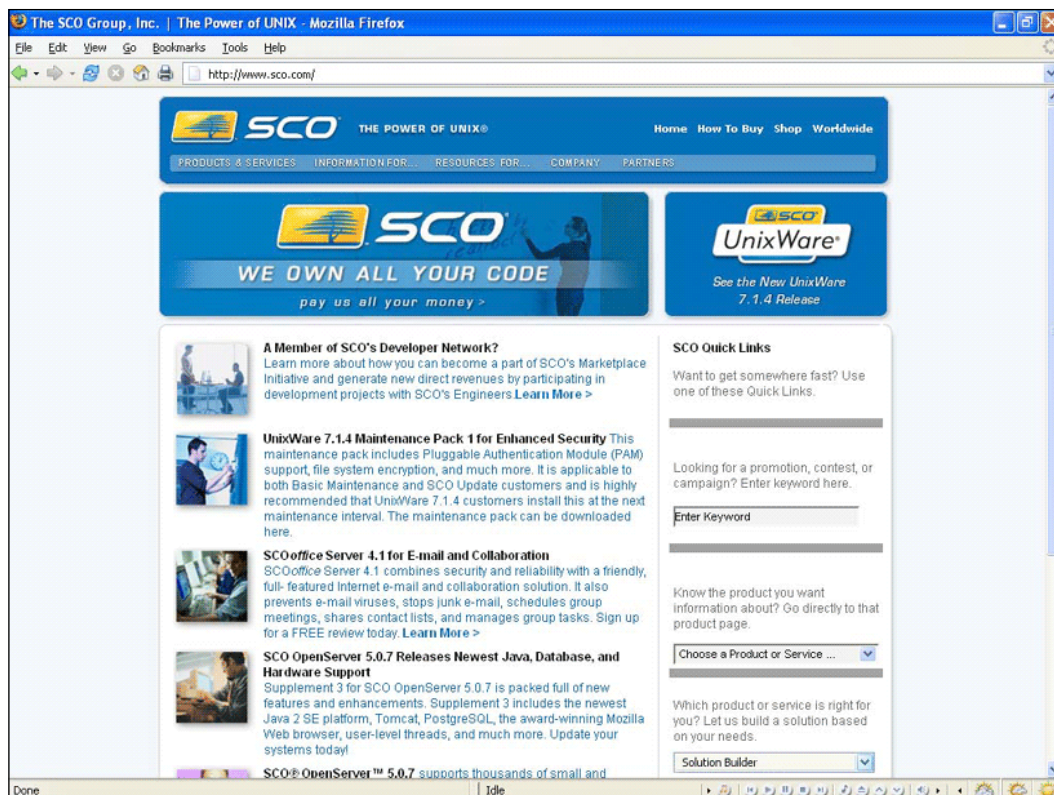 The SCO Group, Inc. | The Power of UNIX - Mozilla Firefox
File Edit View Go Bookmarks Tools Help
http://www.sco.com/
SCO THE POWER OF UNIX® Home How To Buy Shop Worldwide
PRODUCTS & SERVICES INFORMATION FOR... RESOURCES FOR... COMPANY PARTNERS
SCO
WE OWN ALL YOUR CODE
pay us all your money >
SCO
UnixWare®
See the New UnixWare
7.1.4 Release
A Member of SCO's Developer Network?
Learn more about how you can become a part of SCO's Marketplace
Initiative and generate new direct revenues by participating in
development projects with SCO's Engineers.Learn More >
UnixWare 7.1.4 Maintenance Pack 1 for Enhanced Security This
maintenance pack includes Pluggable Authentication Module (PAM)
support, file system encryption, and much more. It is applicable to
both Basic Maintenance and SCO Update customers and is highly
recommended that UnixWare 7.1.4 customers install this at the next
maintenance interval. The maintenance pack can be downloaded
here.
SCOoffice Server 4.1 for E-mail and Collaboration
SCOoffice Server 4.1 combines security and reliability with a friendly,
full- featured Internet e-mail and collaboration solution. It also
prevents e-mail viruses, stops junk e-mail, schedules group
meetings, shares contact lists, and manages group tasks. Sign up
for a FREE review today. Learn More >
SCO OpenServer 5.0.7 Releases Newest Java, Database, and
Hardware Support
Supplement 3 for SCO OpenServer 5.0.7 is packed full of new
features and enhancements. Supplement 3 includes the newest
Java 2 SE platform, Tomcat, PostgreSQL, the award-winning Mozilla
Web browser, user-level threads, and much more. Update your
systems today!
SCO® OpenServer™ 5.0.7 supports thousands of small and
SCO Quick Links
Want to get somewhere fast? Use
one of these Quick Links.
Looking for a promotion, contest, or
campaign? Enter keyword here.
Enter Keyword
Know the product you want
information about? Go directly to that
product page.
Choose a Product or Service ...
Which product or service is right for
you? Let us build a solution based
on your needs.
Solution Builder
Done Idle